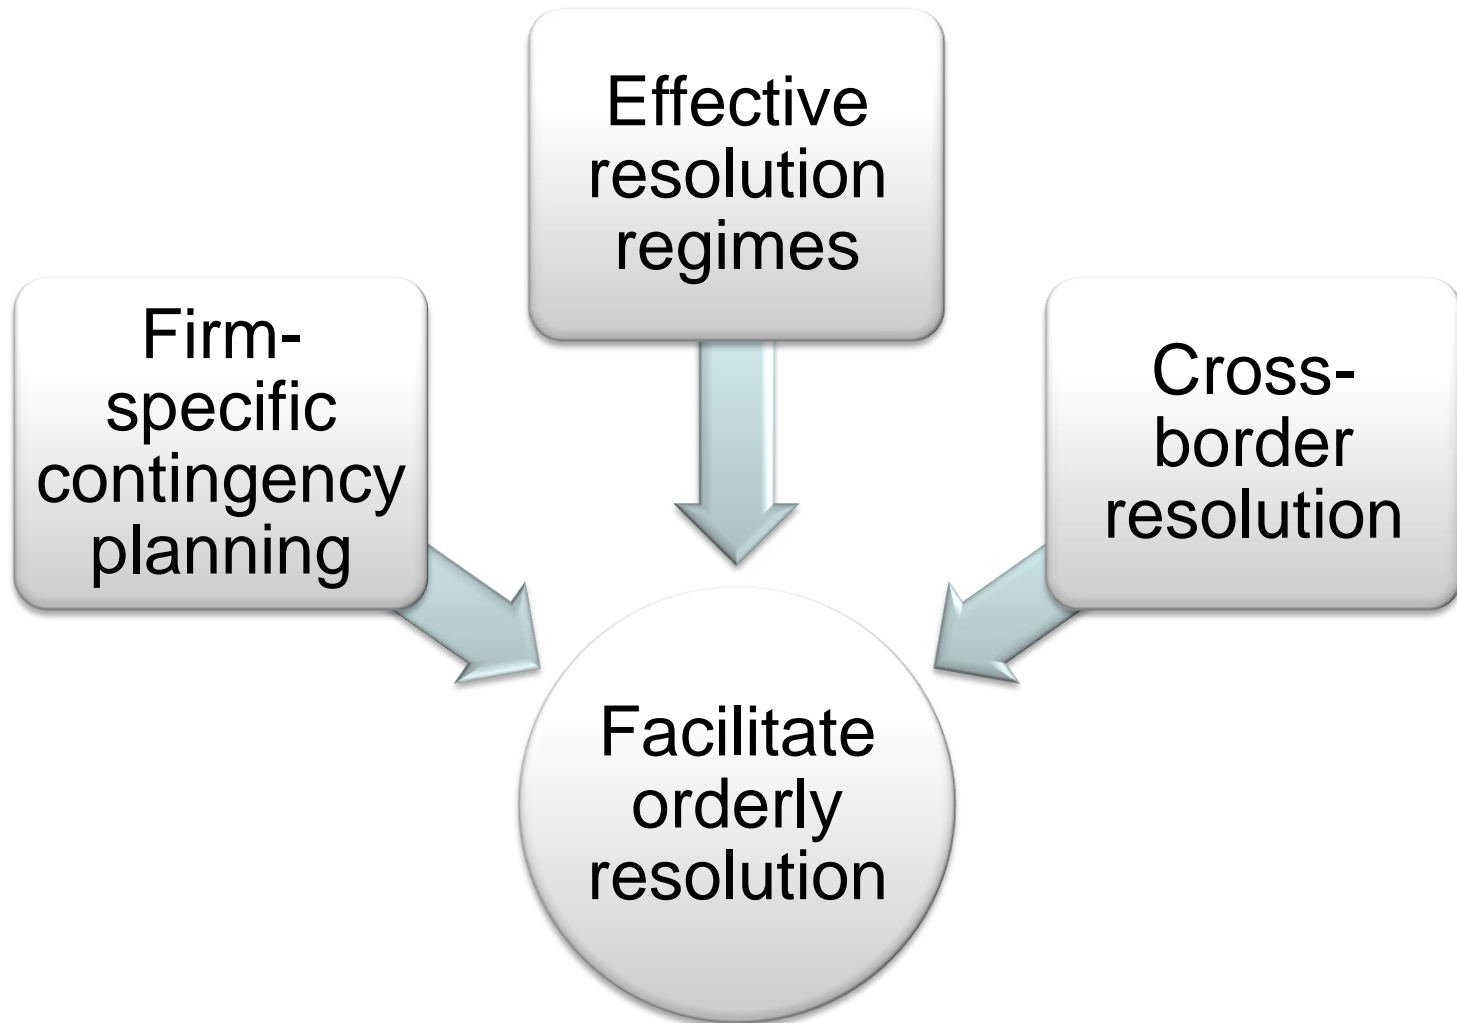 Effective
resolution
regimes
Firm-
specific
contingency
planning
Cross-
border
resolution
Facilitate
orderly
resolution